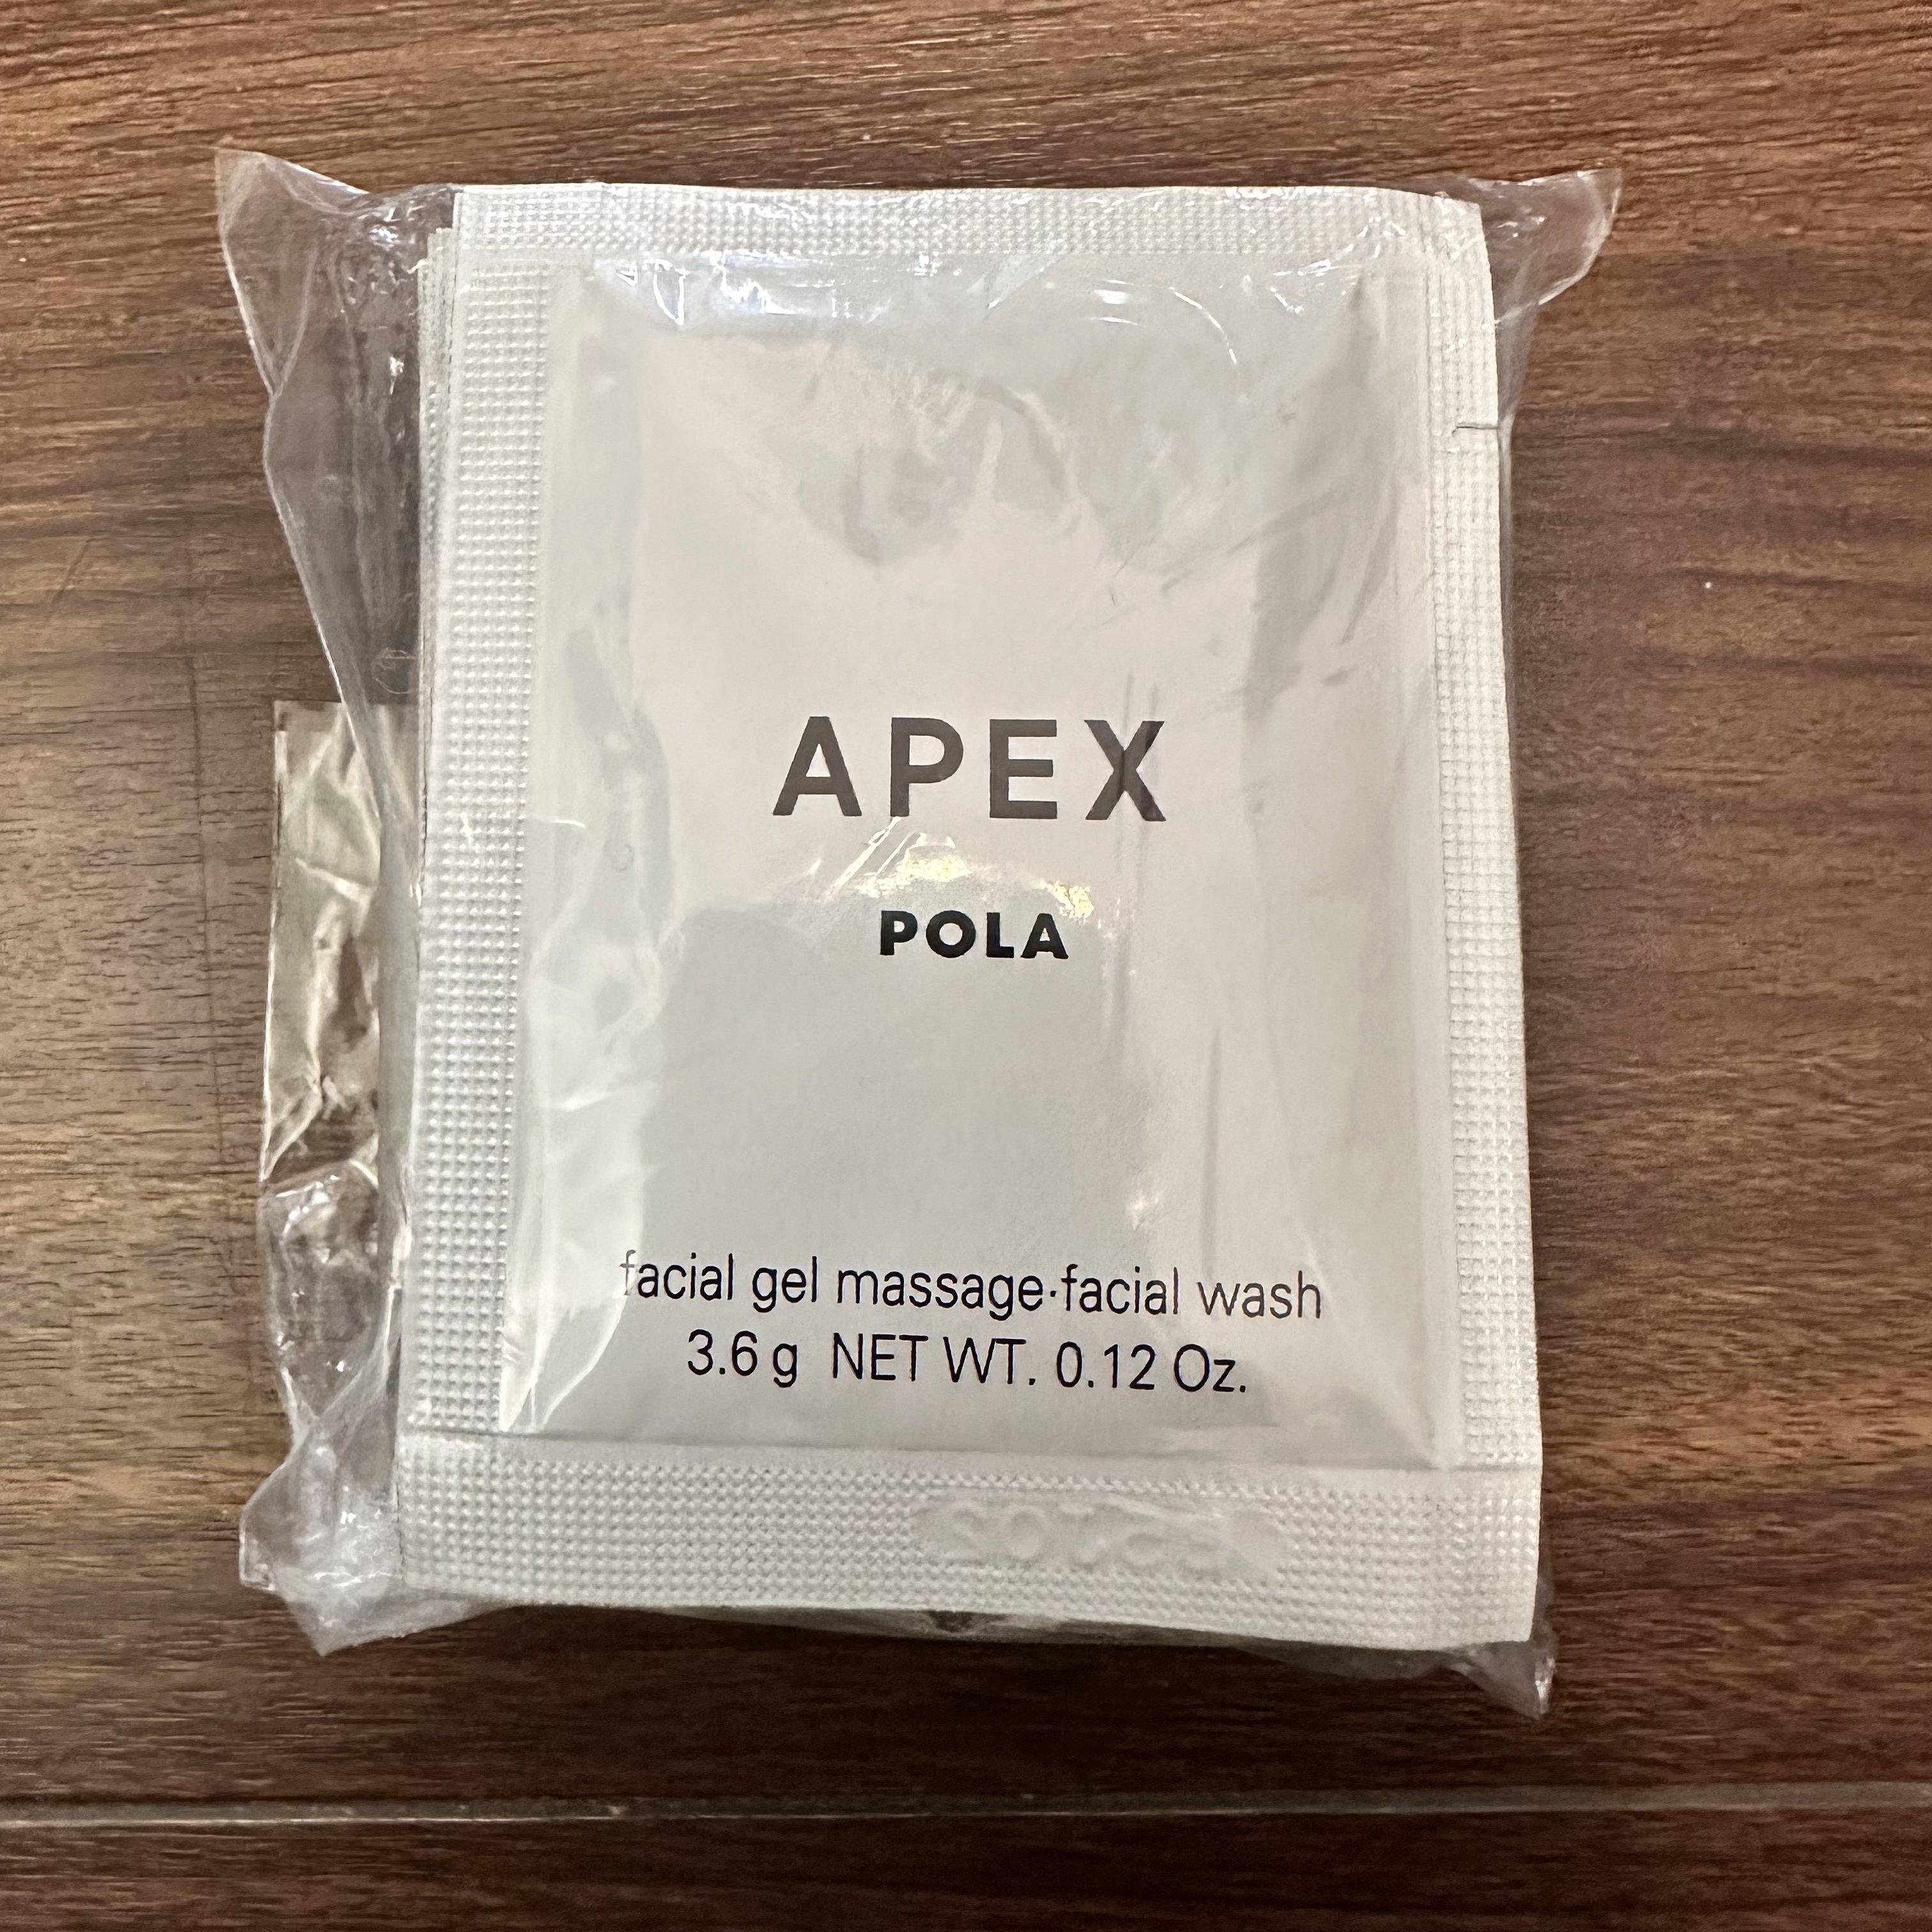 APEX
POLA
facial gel massage·facial wash
3.6 g NET WT. 0.12 Oz.